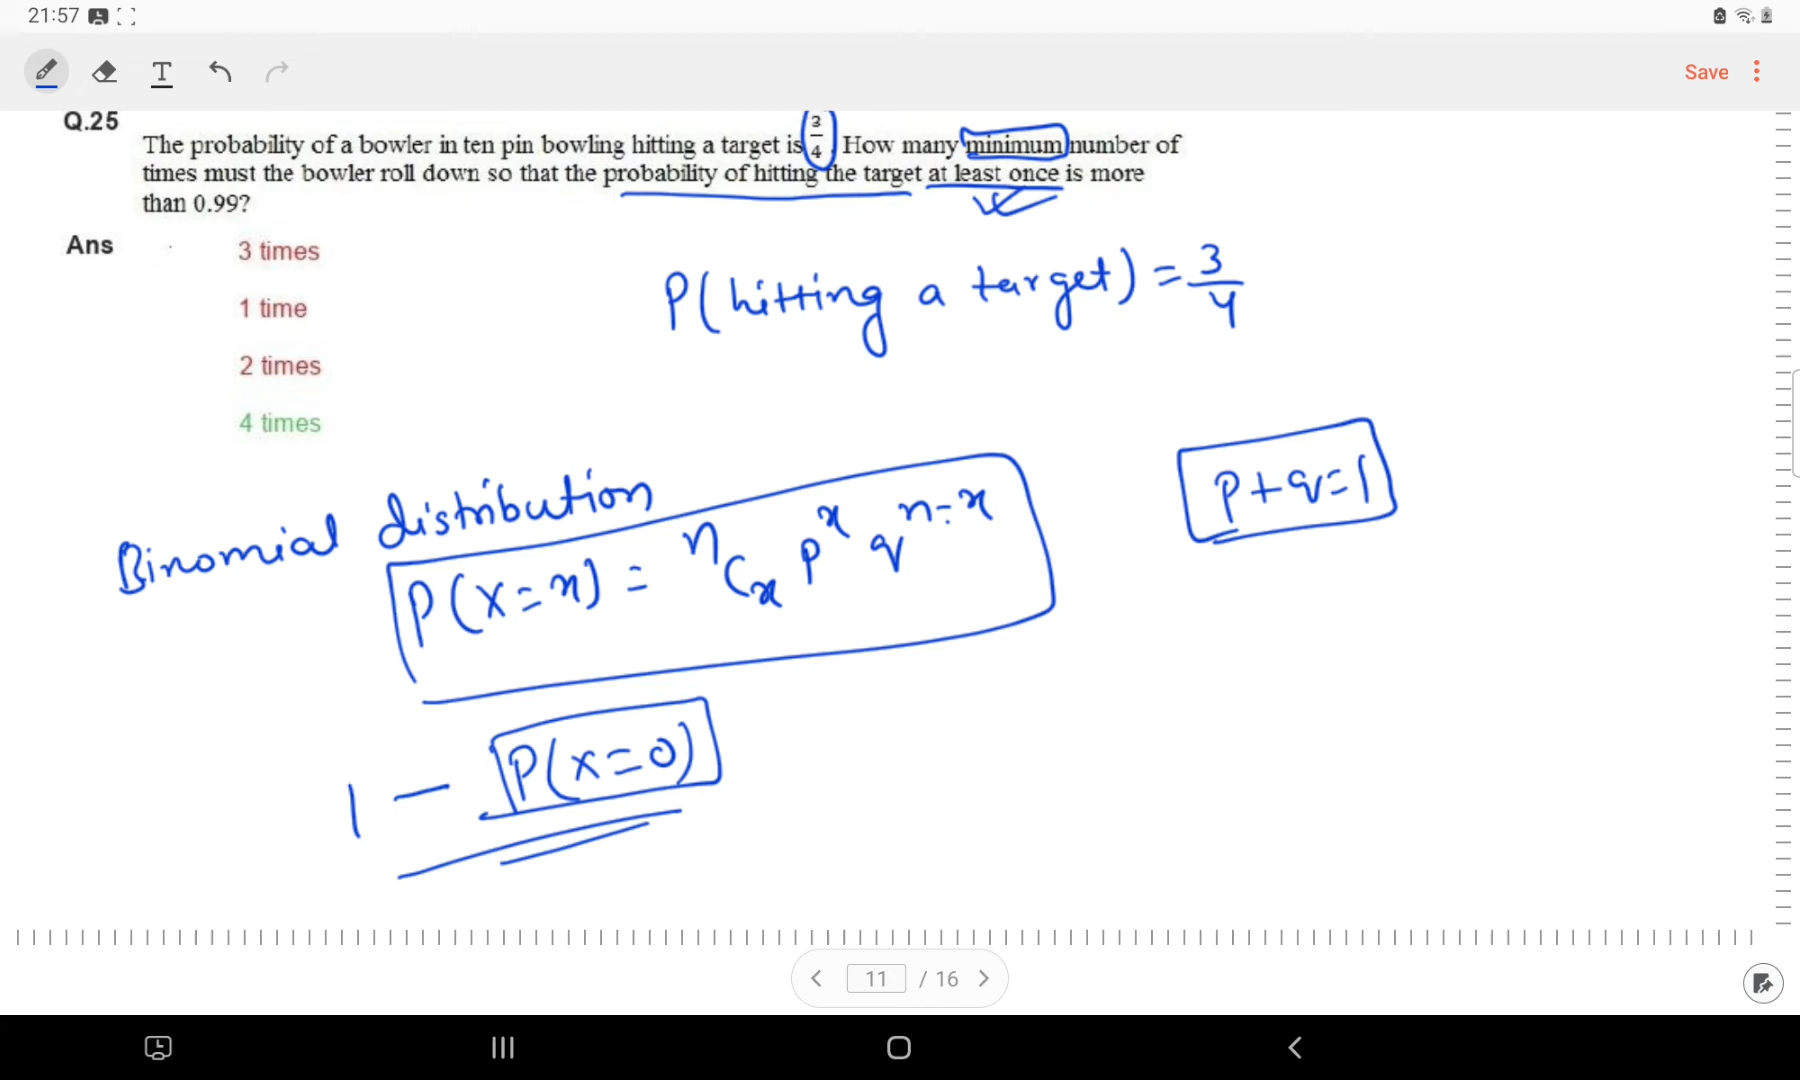 21:57
T
Save
Q.25
The probability of a bowler in ten pin bowling hitting a target is 3/4. How many minimum number of
times must the bowler roll down so that the probability of hitting the target at least once is more
than 0.99?
Ans
3 times
1 time
2 times
4 times
P(hitting a target) = 3/4
Binomial distribution
P(X=x) = ⁿCₓ pˣ qⁿ⁻ˣ
p+q=1
1 - P(x=0)
11 / 16